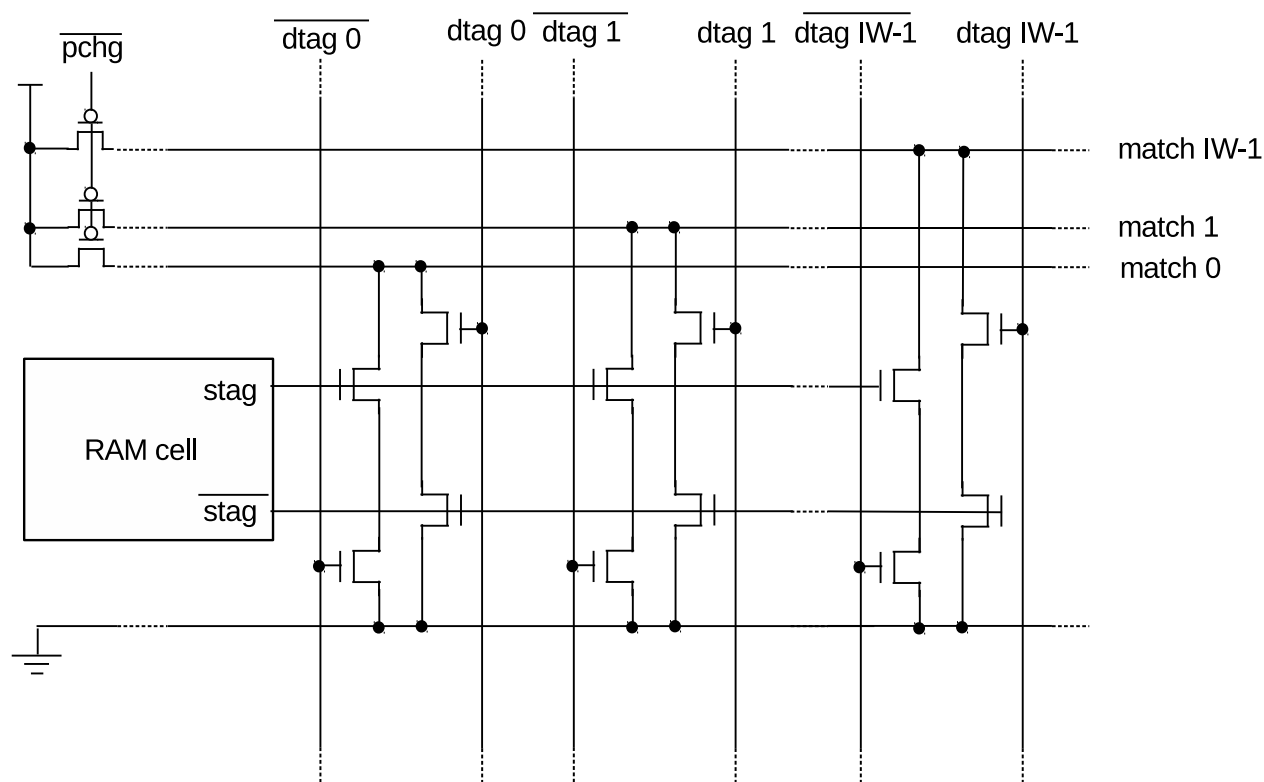 pchg
dtag 0
dtag 0
dtag 1
dtag 1
dtag IW-1
dtag IW-1
match IW-1
match 1
match 0
stag
RAM cell
stag